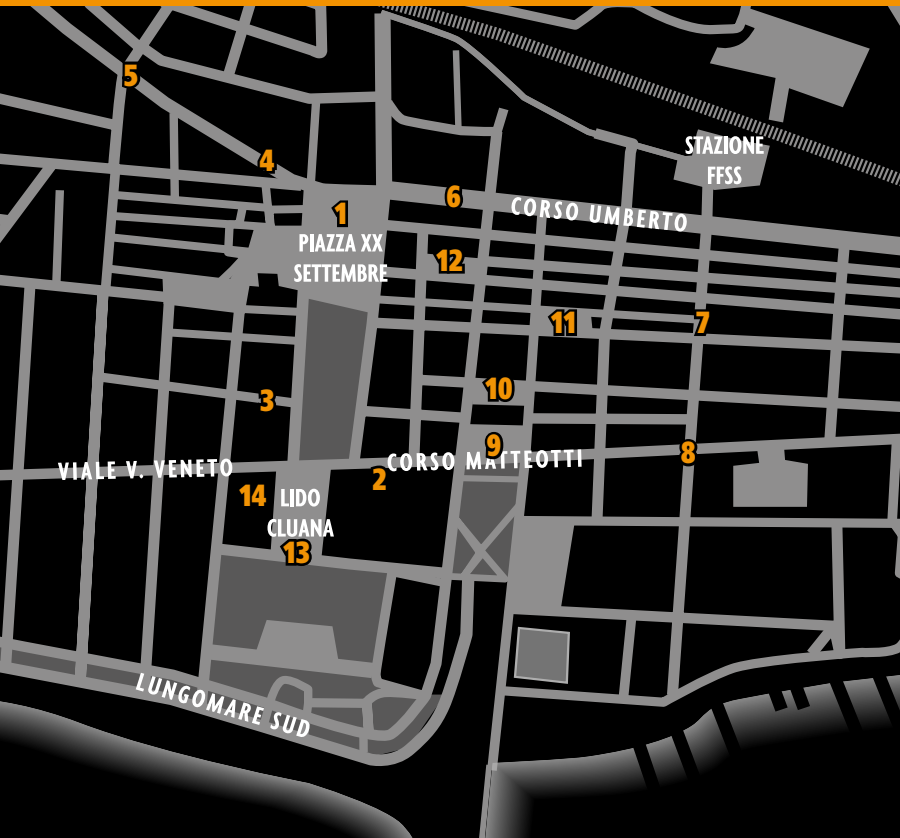 5
4
STAZIONE
FFSS
6
1
CORSO UMBERTO
PIAZZA XX
SETTEMBRE
12
11
7
10
3
9
8
CORSO MATTEOTTI
VIALE V. VENETO
2
14
LIDO
CLUANA
13
LUNGOMARE SUD